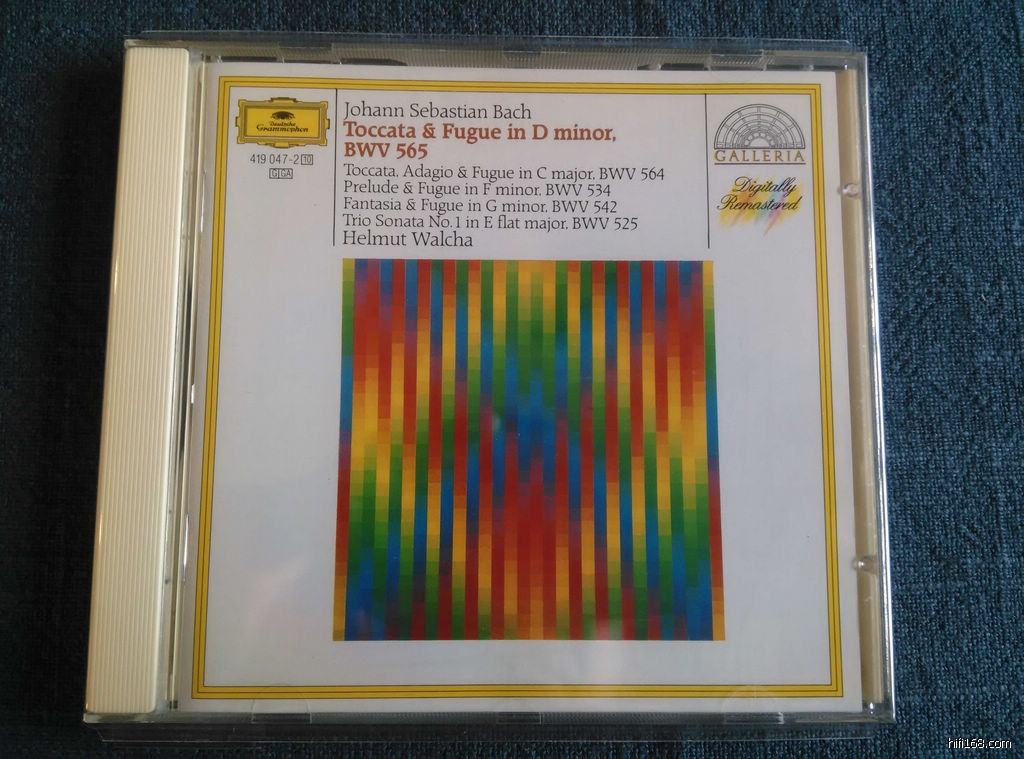 Deutsche
Grammophon
419 047-2 10
G GA
Johann Sebastian Bach
Toccata & Fugue in D minor,
BWV 565
Toccata, Adagio & Fugue in C major, BWV 564
Prelude & Fugue in F minor, BWV 534
Fantasia & Fugue in G minor, BWV 542
Trio Sonata No. 1 in E flat major, BWV 525
Helmut Walcha
GALLERIA
Digitally
Remastered
hifi168.com